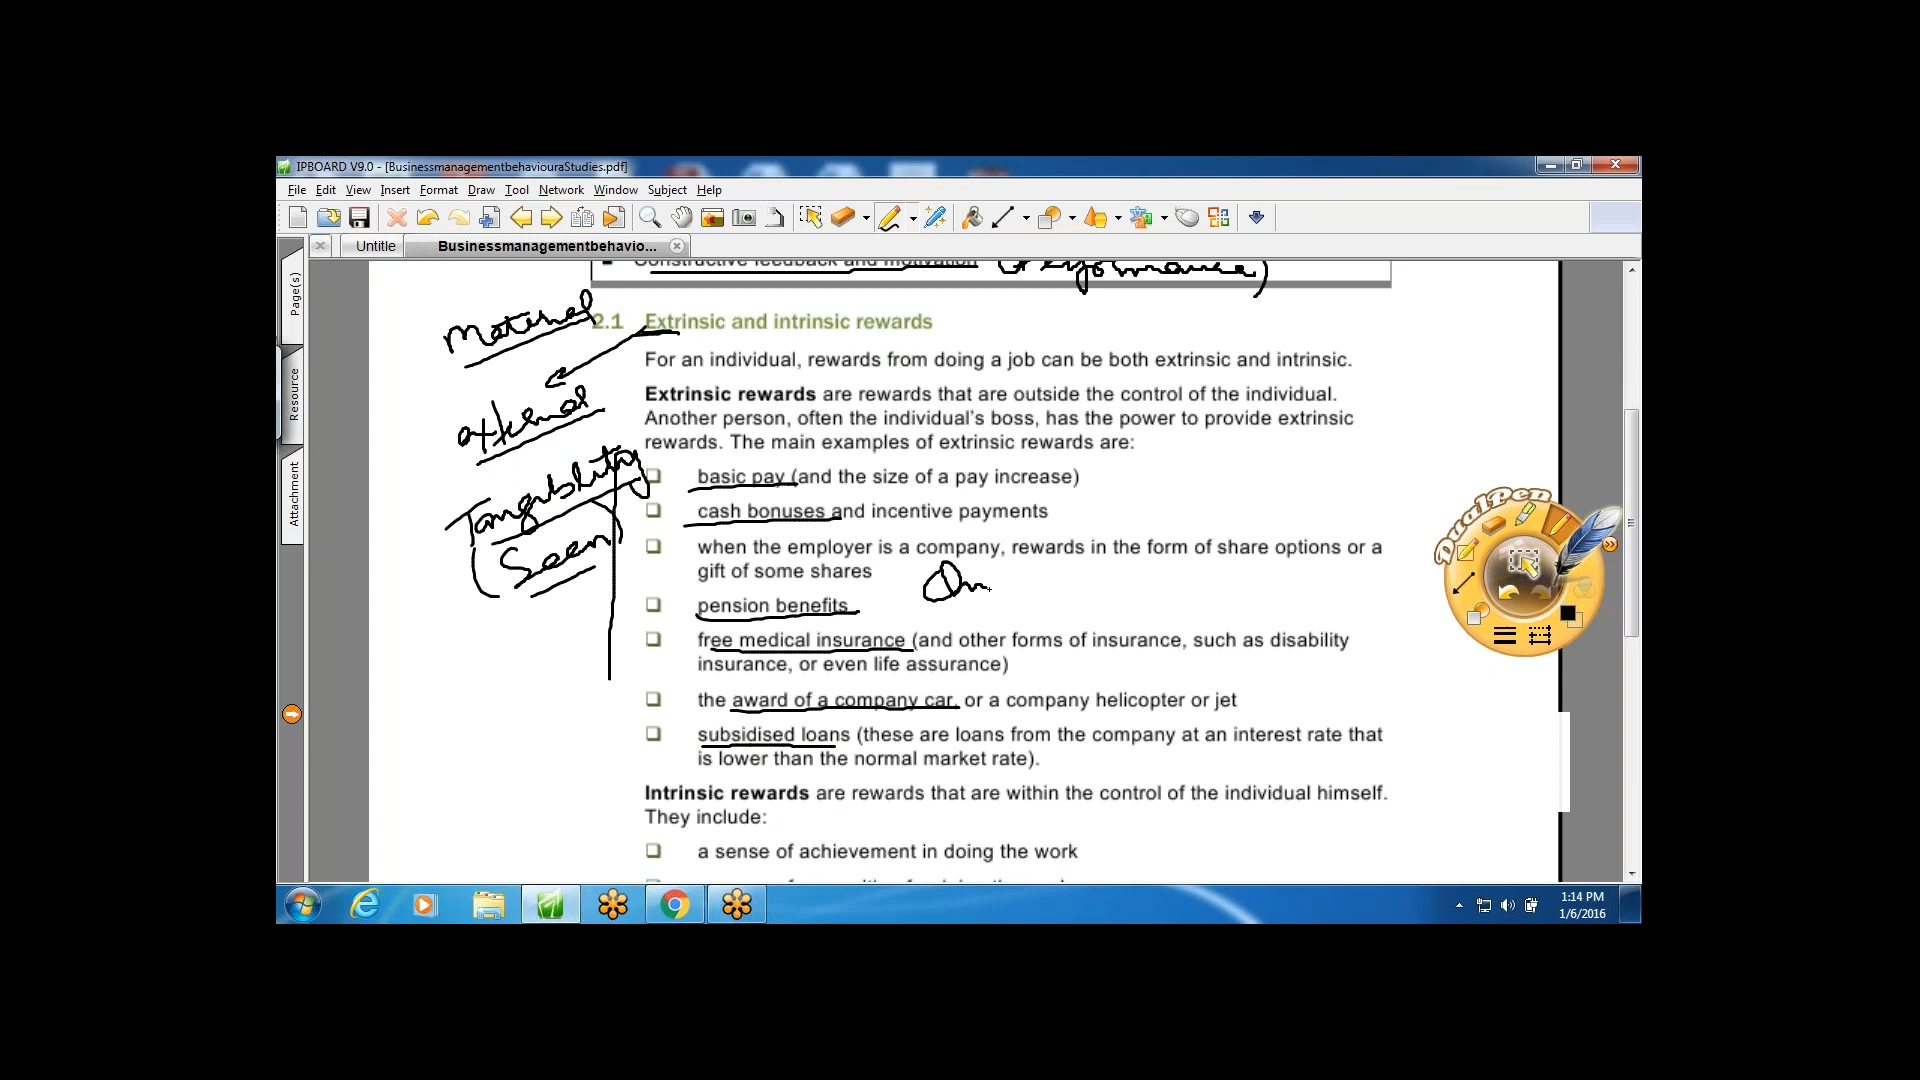 IPBOARD V9.0 - [BusinessmanagementbehaviouraStudies.pdf]
File Edit View Insert Format Draw Tool Network Window Subject Help
Untitle Businessmanagementbehavio...
Page(s)
Resource
Attachment
Constructive feedback and motivation (Performance)
Material
2.1 Extrinsic and intrinsic rewards
For an individual, rewards from doing a job can be both extrinsic and intrinsic.
external
Extrinsic rewards are rewards that are outside the control of the individual.
Another person, often the individual's boss, has the power to provide extrinsic
rewards. The main examples of extrinsic rewards are:
Tangibility
(Seen)
basic pay (and the size of a pay increase)
cash bonuses and incentive payments
when the employer is a company, rewards in the form of share options or a
gift of some shares
pension benefits
free medical insurance (and other forms of insurance, such as disability
insurance, or even life assurance)
the award of a company car, or a company helicopter or jet
subsidised loans (these are loans from the company at an interest rate that
is lower than the normal market rate).
Intrinsic rewards are rewards that are within the control of the individual himself.
They include:
a sense of achievement in doing the work
DualPen
1:14 PM
1/6/2016